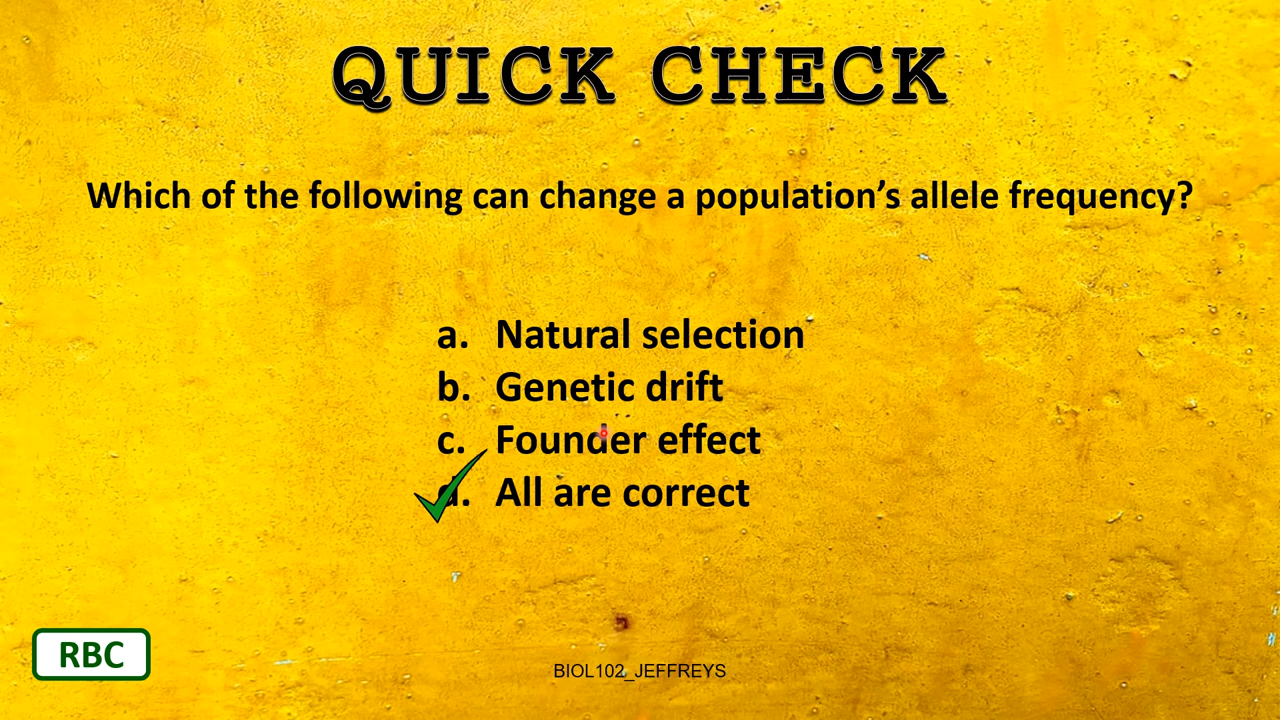 QUICK CHECK
Which of the following can change a population’s allele frequency?
a. Natural selection
b. Genetic drift
c. Founder effect
d. All are correct
RBC
BIOL102_JEFFREYS